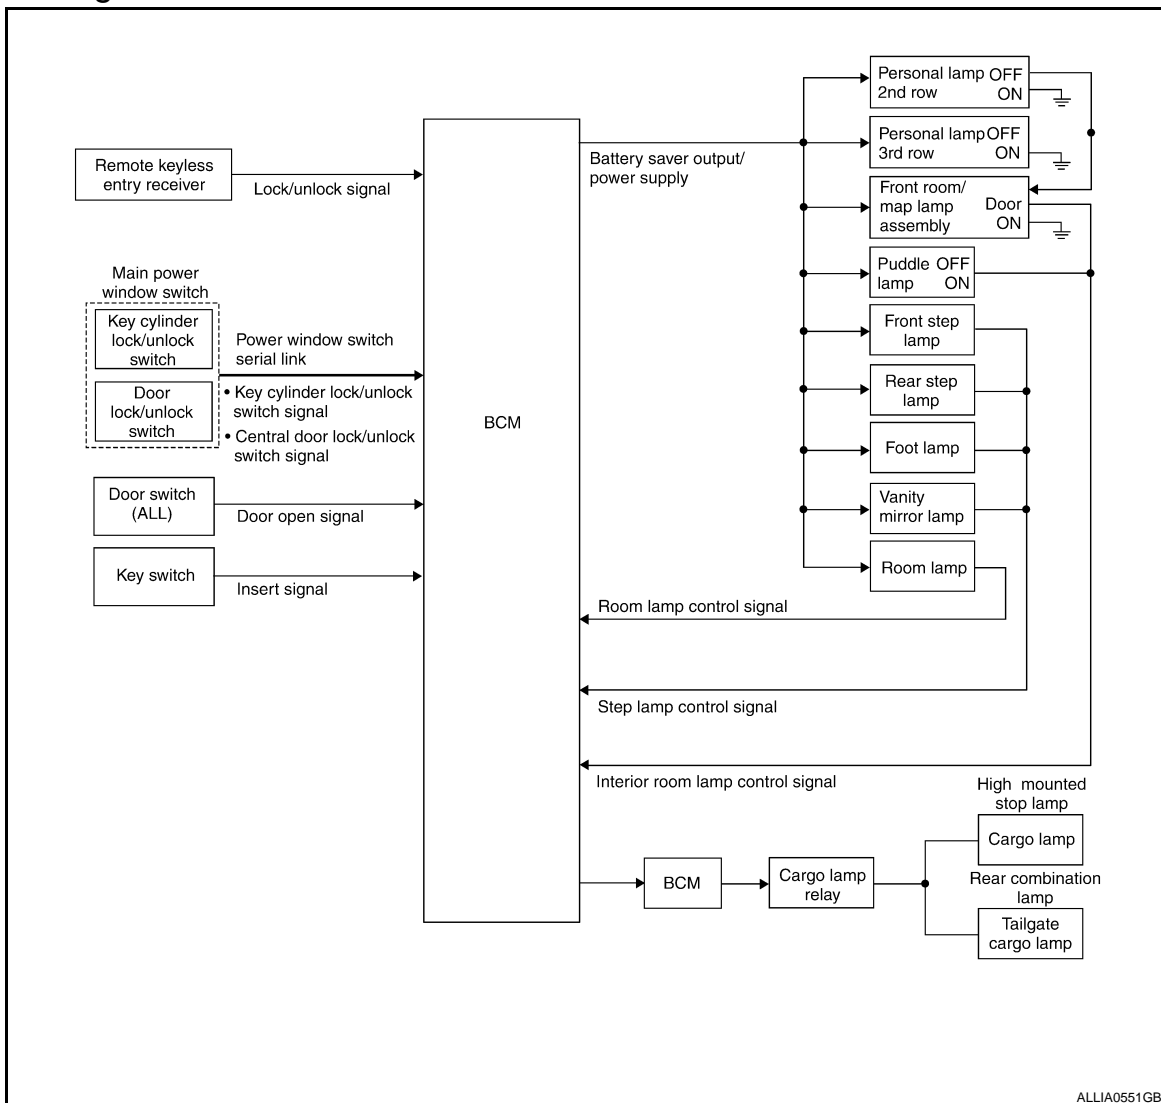 Remote keyless
entry receiver
Lock/unlock signal
Main power
window switch
Key cylinder
lock/unlock
switch
Door
lock/unlock
switch
Power window switch
serial link
• Key cylinder lock/unlock
switch signal
• Central door lock/unlock
switch signal
Door switch
(ALL)
Door open signal
Key switch
Insert signal
BCM
Battery saver output/
power supply
Personal lamp OFF
2nd row ON
Personal lamp OFF
3rd row ON
Front room/
map lamp Door
assembly ON
Puddle OFF
lamp ON
Front step
lamp
Rear step
lamp
Foot lamp
Vanity
mirror lamp
Room lamp
Room lamp control signal
Step lamp control signal
Interior room lamp control signal
BCM
Cargo lamp
relay
High mounted
stop lamp
Cargo lamp
Rear combination
lamp
Tailgate
cargo lamp
ALLIA0551GB